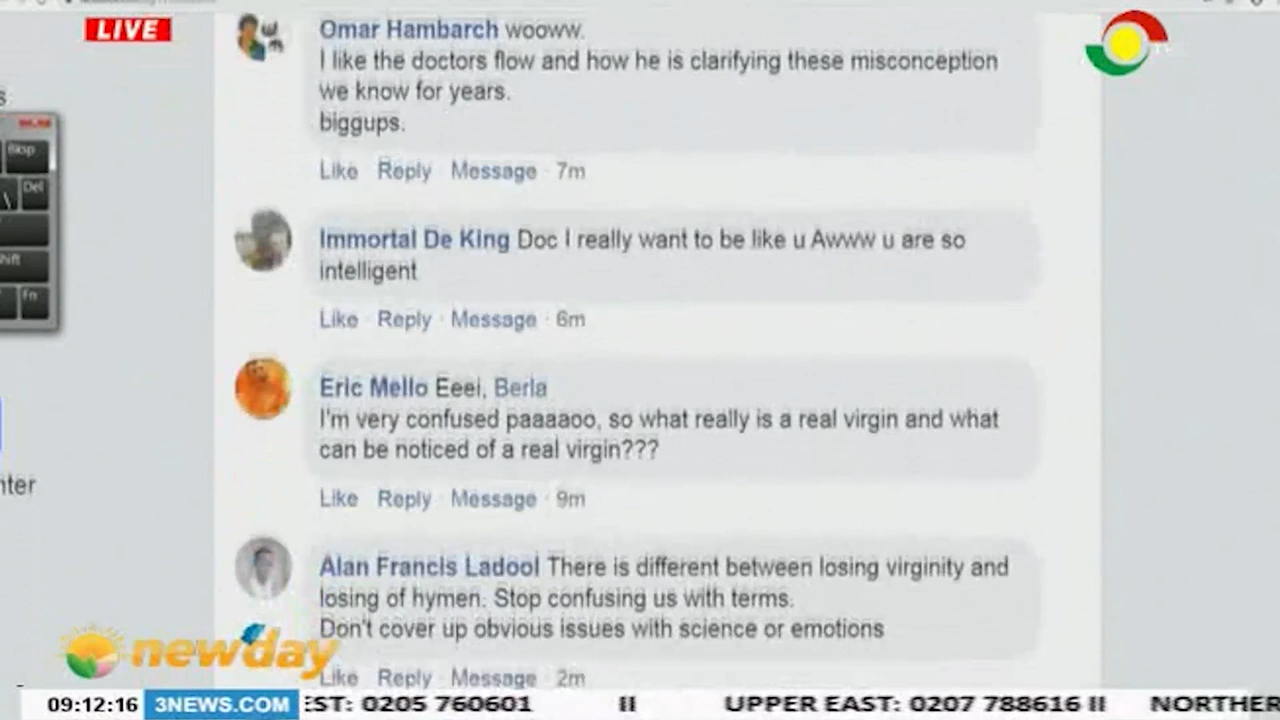 LIVE
Omar Hambarch wooww.
I like the doctors flow and how he is clarifying these misconception
we know for years.
biggups.
Like Reply Message · 7m
Immortal De King Doc I really want to be like u Awww u are so
intelligent
Like · Reply · Message · 6m
Eric Mello Eeei, Berla
I'm very confused paaaaoo, so what really is a real virgin and what
can be noticed of a real virgin???
Like Reply Message · 9m
Alan Francis Ladool There is different between losing virginity and
losing of hymen. Stop confusing us with terms.
Don't cover up obvious issues with science or emotions
Like · Reply · Message · 2m
Bksp
\ Del
Fn
newday
09:12:16 3NEWS.COM EST: 0205 760601 II UPPER EAST: 0207 788616 II NORTHER